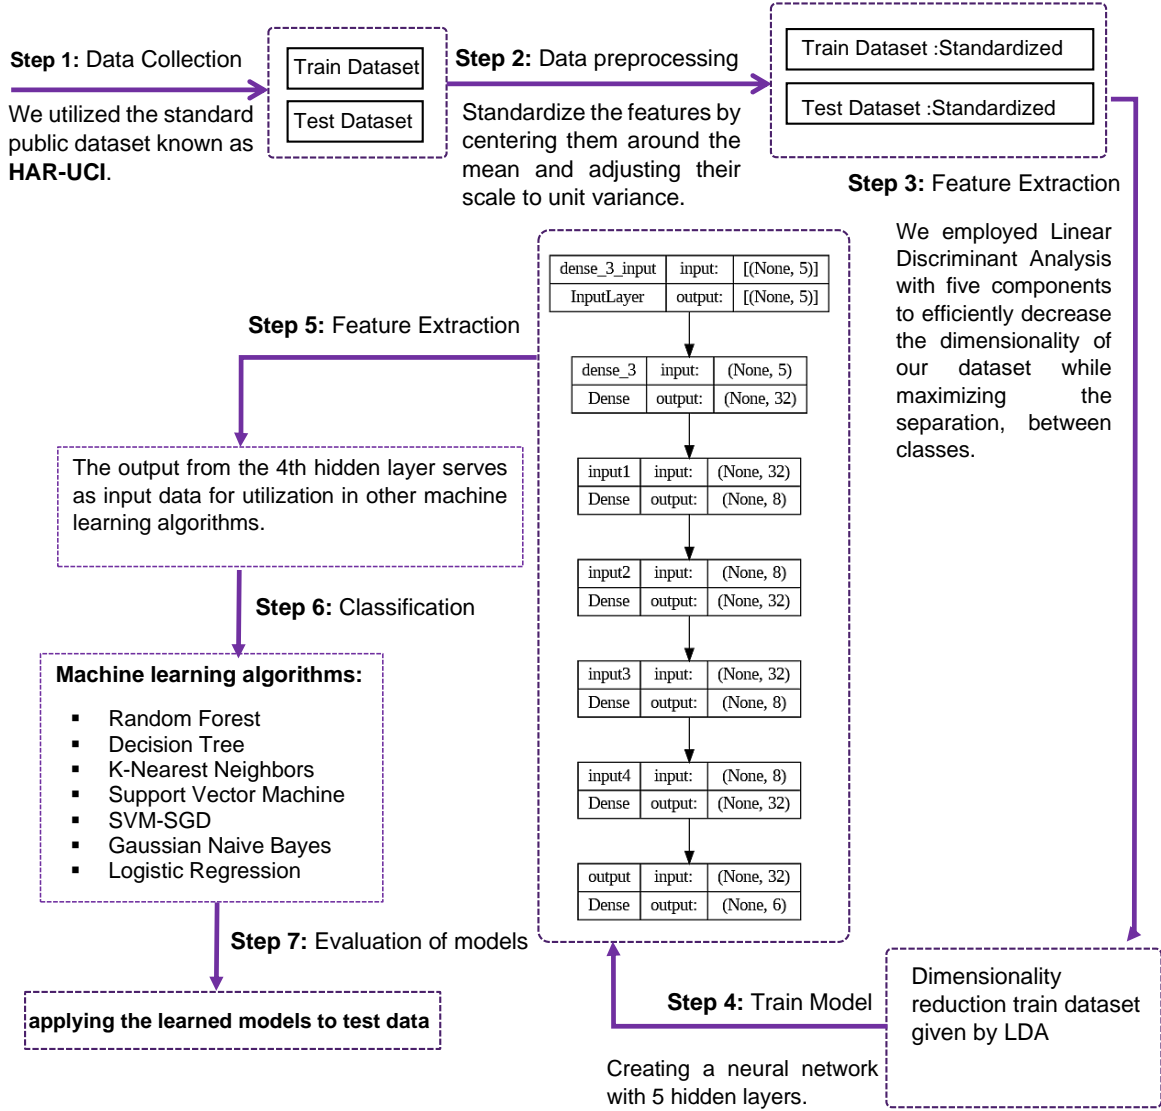 Step 1: Data Collection
We utilized the standard
public dataset known as
HAR-UCI.
Train Dataset
Test Dataset
Step 2: Data preprocessing
Standardize the features by
centering them around the
mean and adjusting their
scale to unit variance.
Train Dataset :Standardized
Test Dataset :Standardized
Step 3: Feature Extraction
We employed Linear
Discriminant Analysis
with five components
to efficiently decrease
the dimensionality of
our dataset while
maximizing the
separation, between
classes.
Dimensionality
reduction train dataset
given by LDA
Step 4: Train Model
Creating a neural network
with 5 hidden layers.
dense_3_input input: [(None, 5)]
InputLayer output: [(None, 5)]
dense_3 input: (None, 5)
Dense output: (None, 32)
input1 input: (None, 32)
Dense output: (None, 8)
input2 input: (None, 8)
Dense output: (None, 32)
input3 input: (None, 32)
Dense output: (None, 8)
input4 input: (None, 8)
Dense output: (None, 32)
output input: (None, 32)
Dense output: (None, 6)
Step 5: Feature Extraction
The output from the 4th hidden layer serves
as input data for utilization in other machine
learning algorithms.
Step 6: Classification
Machine learning algorithms:
▪ Random Forest
▪ Decision Tree
▪ K-Nearest Neighbors
▪ Support Vector Machine
▪ SVM-SGD
▪ Gaussian Naive Bayes
▪ Logistic Regression
Step 7: Evaluation of models
applying the learned models to test data